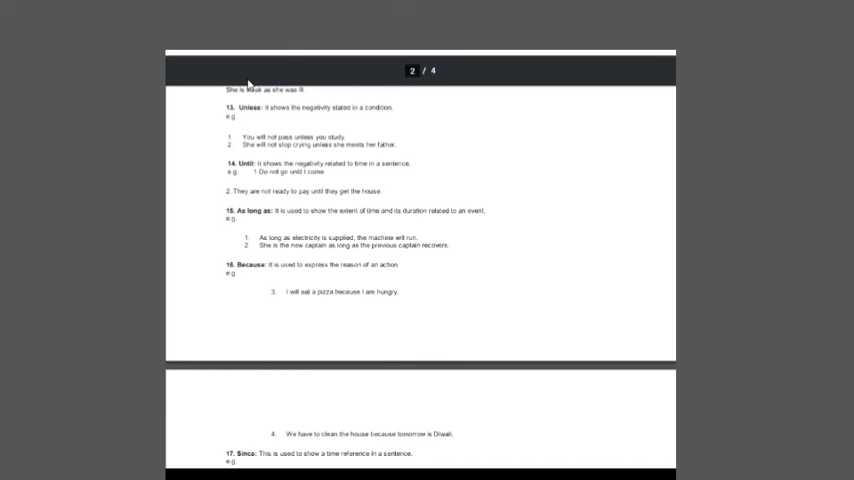 2 / 4
She is weak as she was ill.
13. Unless: It shows the negativity stated in a condition.
e.g.
1. You will not pass unless you study.
2. She will not stop crying unless she meets her father.
14. Until: It shows the negativity related to time in a sentence.
e.g. 1.Do not go until I come
2. They are not ready to pay until they get the house.
15. As long as: It is used to show the extent of time and its duration related to an event.
e.g.
1. As long as electricity is supplied, the machine will run.
2. She is the new captain as long as the previous captain recovers.
16. Because: It is used to express the reason of an action
e.g.
3. I will eat a pizza because I am hungry.
4. We have to clean the house because tomorrow is Diwali.
17. Since: This is used to show a time reference in a sentence.
e.g.